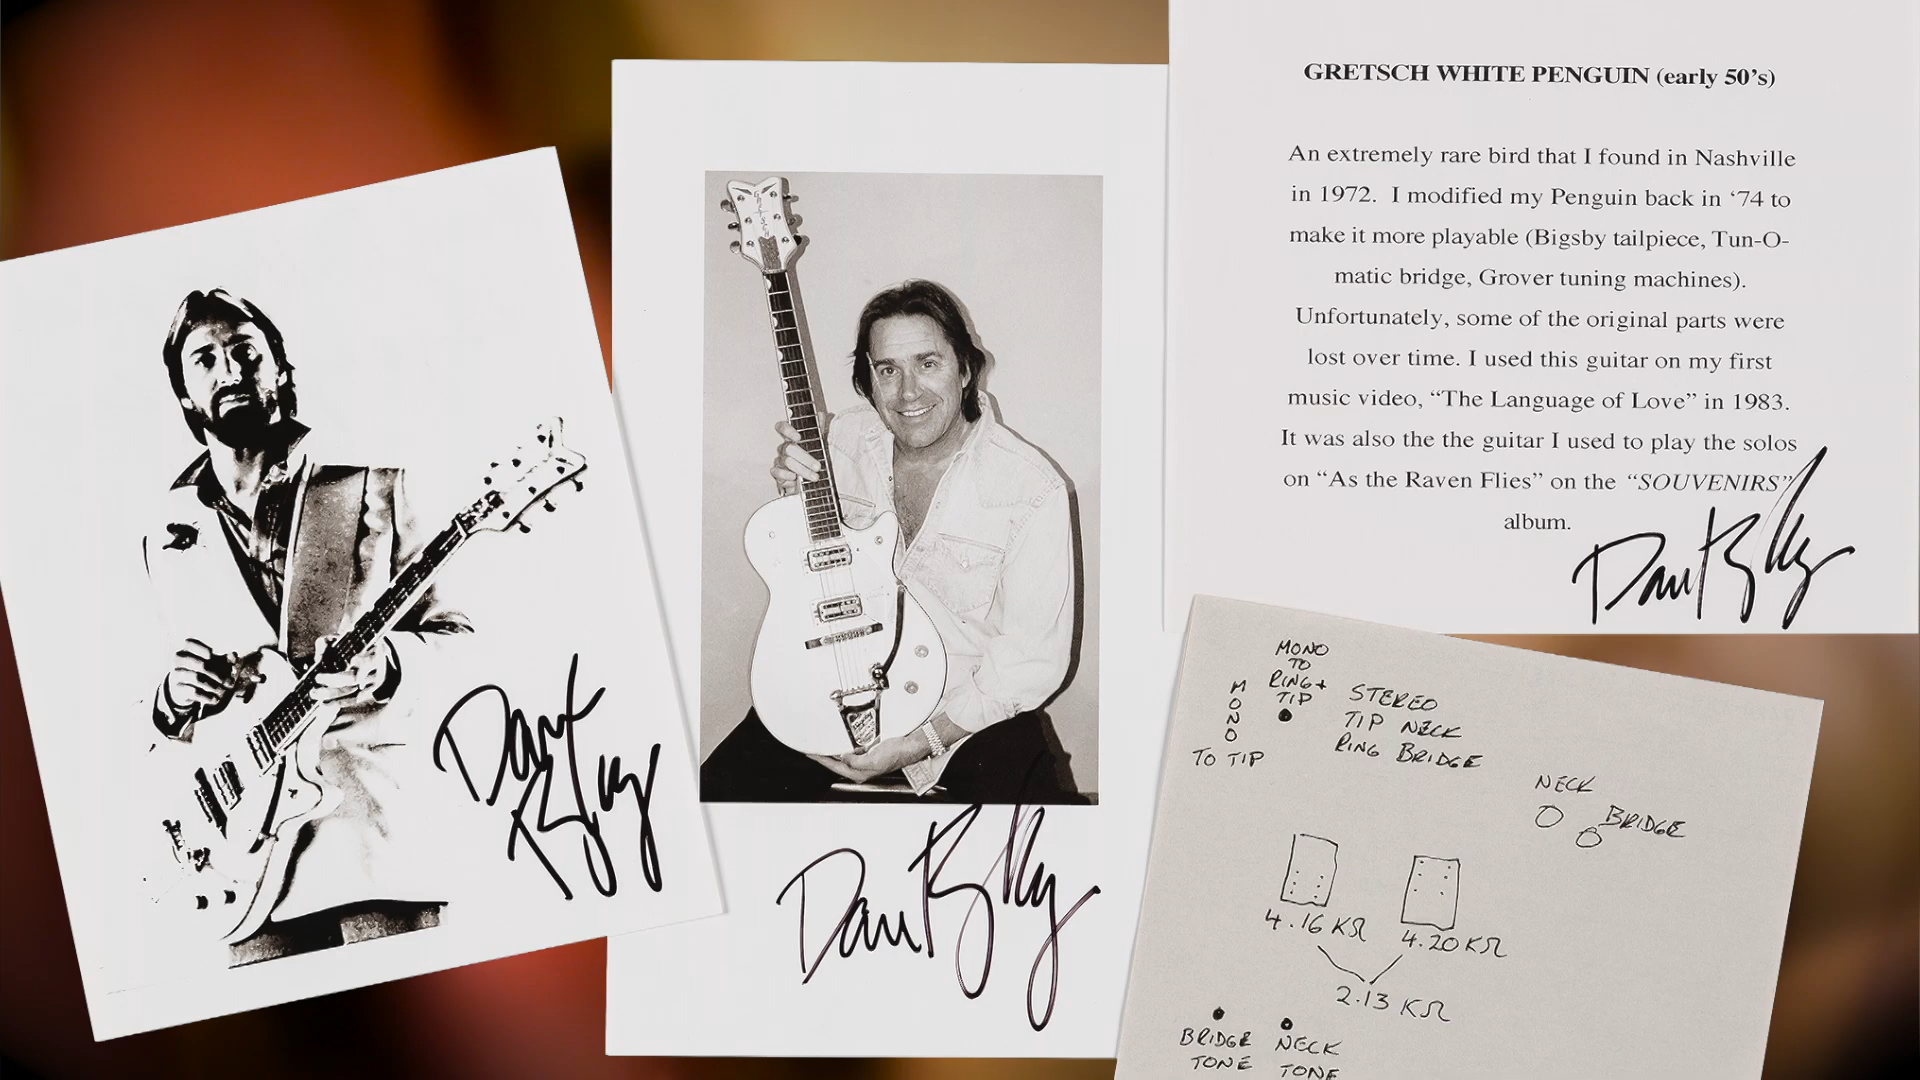 Dan
Dan
GRETSCH WHITE PENGUIN (early 50's)
An extremely rare bird that I found in Nashville
in 1972. I modified my Penguin back in ‘74 to
make it more playable (Bigsby tailpiece, Tun-O-
matic bridge, Grover tuning machines).
Unfortunately, some of the original parts were
lost over time. I used this guitar on my first
music video, “The Language of Love” in 1983.
It was also the the guitar I used to play the solos
on “As the Raven Flies” on the “SOUVENIRS”
album.
Dan
MONO
TO
RING+
TIP
MONO
TO TIP
STEREO
TIP NECK
RING BRIDGE
NECK
BRIDGE
4.16 KΩ
4.20 KΩ
2.13 KΩ
BRIDGE
TONE
NECK
TONE